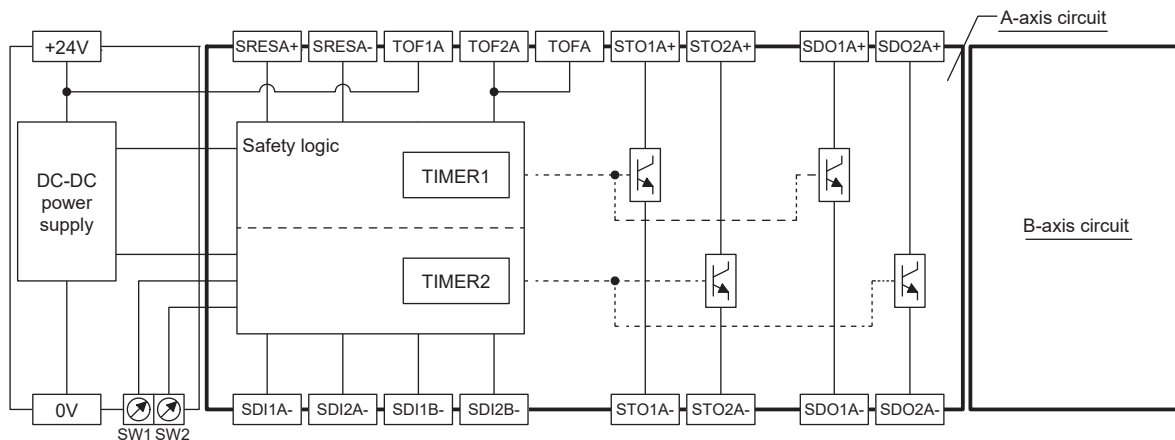 A-axis circuit
+24V
SRESA+ SRESA- TOF1A TOF2A TOFA STO1A+ STO2A+ SDO1A+ SDO2A+
Safety logic
TIMER1
DC-DC
power
supply
B-axis circuit
TIMER2
0V
SDI1A- SDI2A- SDI1B- SDI2B- STO1A- STO2A- SDO1A- SDO2A-
SW1 SW2